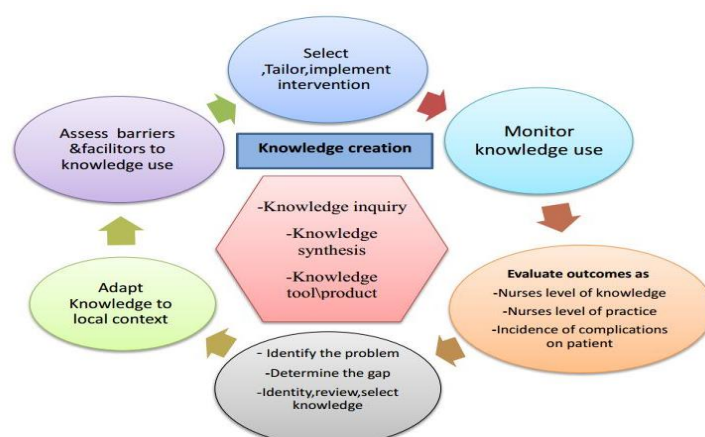 Select
,Tailor,implement
intervention
Assess barriers
&facilitors to
knowledge use
Knowledge creation
Monitor
knowledge use
-Knowledge inquiry
-Knowledge
synthesis
-Knowledge
tool\product
Adapt
Knowledge to
local context
Evaluate outcomes as
-Nurses level of knowledge
-Nurses level of practice
-Incidence of complications
on patient
- Identify the problem
-Determine the gap
-Identity,review,select
knowledge